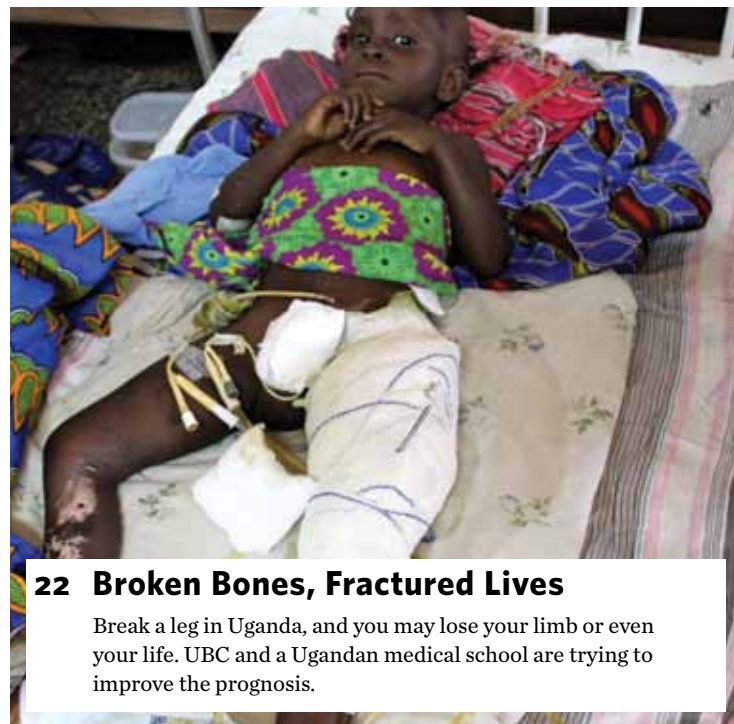 22 Broken Bones, Fractured Lives
Break a leg in Uganda, and you may lose your limb or even
your life. UBC and a Ugandan medical school are trying to
improve the prognosis.